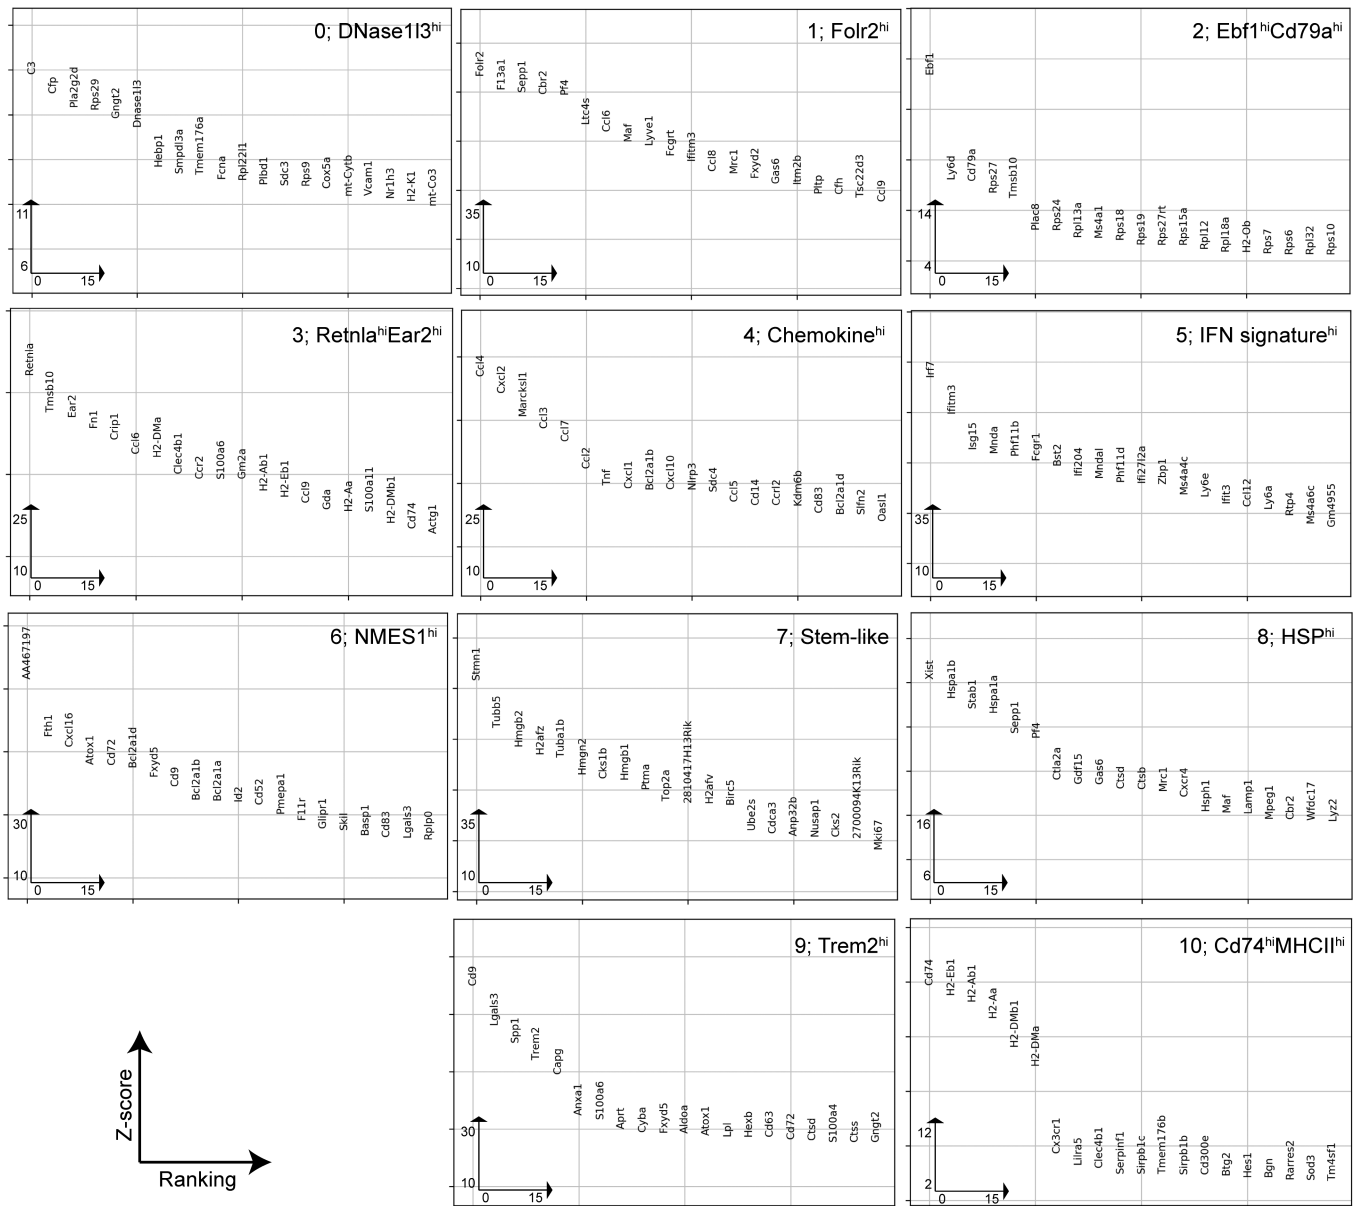 0; DNase1l3hi
C3
Cfp
Pla2g2d
Rps29
Gngt2
Dnase1l3
Hebp1
Smpdl3a
Tmem176a
Fcna
Rpl22l1
Plbd1
Sdc3
Rps9
Cox5a
mt-Cytb
Vcam1
Nr1h3
H2-K1
mt-Co3
11
6
0 15
1; Folr2hi
Folr2
F13a1
Sepp1
Cbr2
Pf4
Ltc4s
Ccl6
Maf
Lyve1
Fcgrt
Ifitm3
Ccl8
Mrc1
Fxyd2
Gas6
Itm2b
Pltp
Cfh
Tsc22d3
Ccl9
35
10
0 15
2; Ebf1hiCd79ahi
Ebf1
Ly6d
Cd79a
Rps27
Tmsb10
Plac8
Rps24
Rpl13a
Ms4a1
Rps18
Rps19
Rps27rt
Rps15a
Rpl12
Rpl18a
H2-Ob
Rps7
Rps6
Rpl32
Rps10
14
4
0 15
3; RetnlahiEar2hi
Retnla
Tmsb10
Ear2
Fn1
Crip1
Ccl6
H2-DMa
Clec4b1
Ccr2
S100a6
Gm2a
H2-Ab1
H2-Eb1
Ccl9
Gda
H2-Aa
S100a11
H2-DMb1
Cd74
Actg1
25
10
0 15
4; Chemokinehi
Ccl4
Cxcl2
Marcksl1
Ccl3
Ccl7
Ccl2
Tnf
Cxcl1
Bcl2a1b
Cxcl10
Nlrp3
Sdc4
Ccl5
Cd14
Ccrl2
Kdm6b
Cd83
Bcl2a1d
Slfn2
Oasl1
25
10
0 15
5; IFN signaturehi
Irf7
Ifitm3
Isg15
Mnda
Phf11b
Fcgr1
Bst2
Ifi204
Mndal
Phf11d
Ifi27l2a
Zbp1
Ms4a4c
Ly6e
Ifit3
Ccl12
Ly6a
Rtp4
Ms4a6c
Gm4955
35
10
0 15
6; NMES1hi
AA467197
Fth1
Cxcl16
Atox1
Cd72
Bcl2a1d
Fxyd5
Cd9
Bcl2a1b
Bcl2a1a
Id2
Cd52
Pmepa1
F11r
Glipr1
Skil
Basp1
Cd83
Lgals3
Rplp0
30
10
0 15
7; Stem-like
Stmn1
Tubb5
Hmgb2
H2afz
Tuba1b
Hmgn2
Cks1b
Hmgb1
Ptma
Top2a
2810417H13Rik
H2afv
Birc5
Ube2s
Cdca3
Anp32b
Nusap1
Cks2
2700094K13Rik
Mki67
35
10
0 15
8; HSPhi
Xist
Hspa1b
Stab1
Hspa1a
Sepp1
Pf4
Ctla2a
Gdf15
Gas6
Ctsd
Ctsb
Mrc1
Cxcr4
Hsph1
Maf
Lamp1
Mpeg1
Cbr2
Wfdc17
Lyz2
16
6
0 15
Z-score
Ranking
9; Trem2hi
Cd9
Lgals3
Spp1
Trem2
Capg
Anxa1
S100a6
Aprt
Cyba
Fxyd5
Aldoa
Atox1
Lpl
Hexb
Cd63
Cd72
Ctsd
S100a4
Ctss
Gngt2
30
10
0 15
10; Cd74hiMHCIIhi
Cd74
H2-Eb1
H2-Ab1
H2-Aa
H2-DMb1
H2-DMa
Cx3cr1
Lilra5
Clec4b1
Serpinf1
Sirpb1c
Tmem176b
Sirpb1b
Cd300e
Btg2
Hes1
Bgn
Rarres2
Sod3
Tm4sf1
12
2
0 15